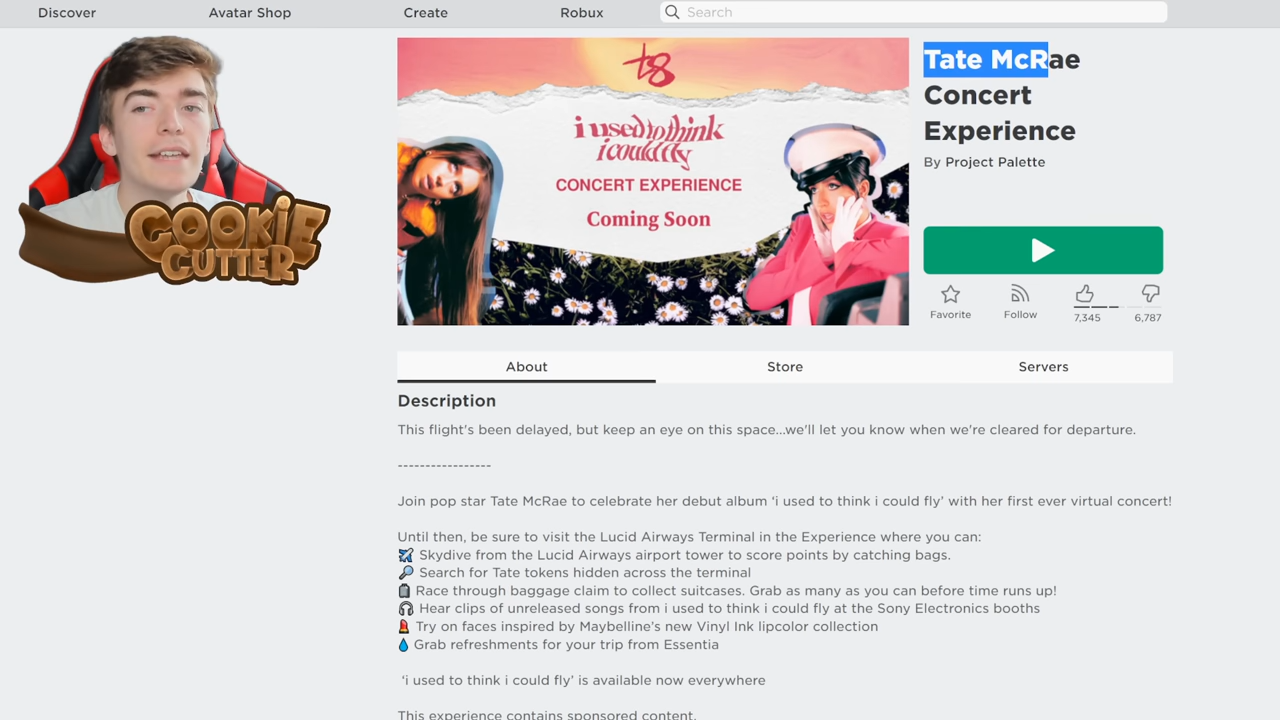 Discover Avatar Shop Create Robux Search
t8
i used to think
i could fly
CONCERT EXPERIENCE
Coming Soon
COOKIE
CUTTER
Tate McRae
Concert
Experience
By Project Palette
Favorite Follow 7,345 6,787
About Store Servers
Description
This flight's been delayed, but keep an eye on this space...we'll let you know when we're cleared for departure.
-----------------
Join pop star Tate McRae to celebrate her debut album ‘i used to think i could fly’ with her first ever virtual concert!
Until then, be sure to visit the Lucid Airways Terminal in the Experience where you can:
✈️ Skydive from the Lucid Airways airport tower to score points by catching bags.
🔎 Search for Tate tokens hidden across the terminal
🧳 Race through baggage claim to collect suitcases. Grab as many as you can before time runs up!
🎧 Hear clips of unreleased songs from i used to think i could fly at the Sony Electronics booths
💄 Try on faces inspired by Maybelline's new Vinyl Ink lipcolor collection
💧 Grab refreshments for your trip from Essentia
‘i used to think i could fly’ is available now everywhere
This experience contains sponsored content.